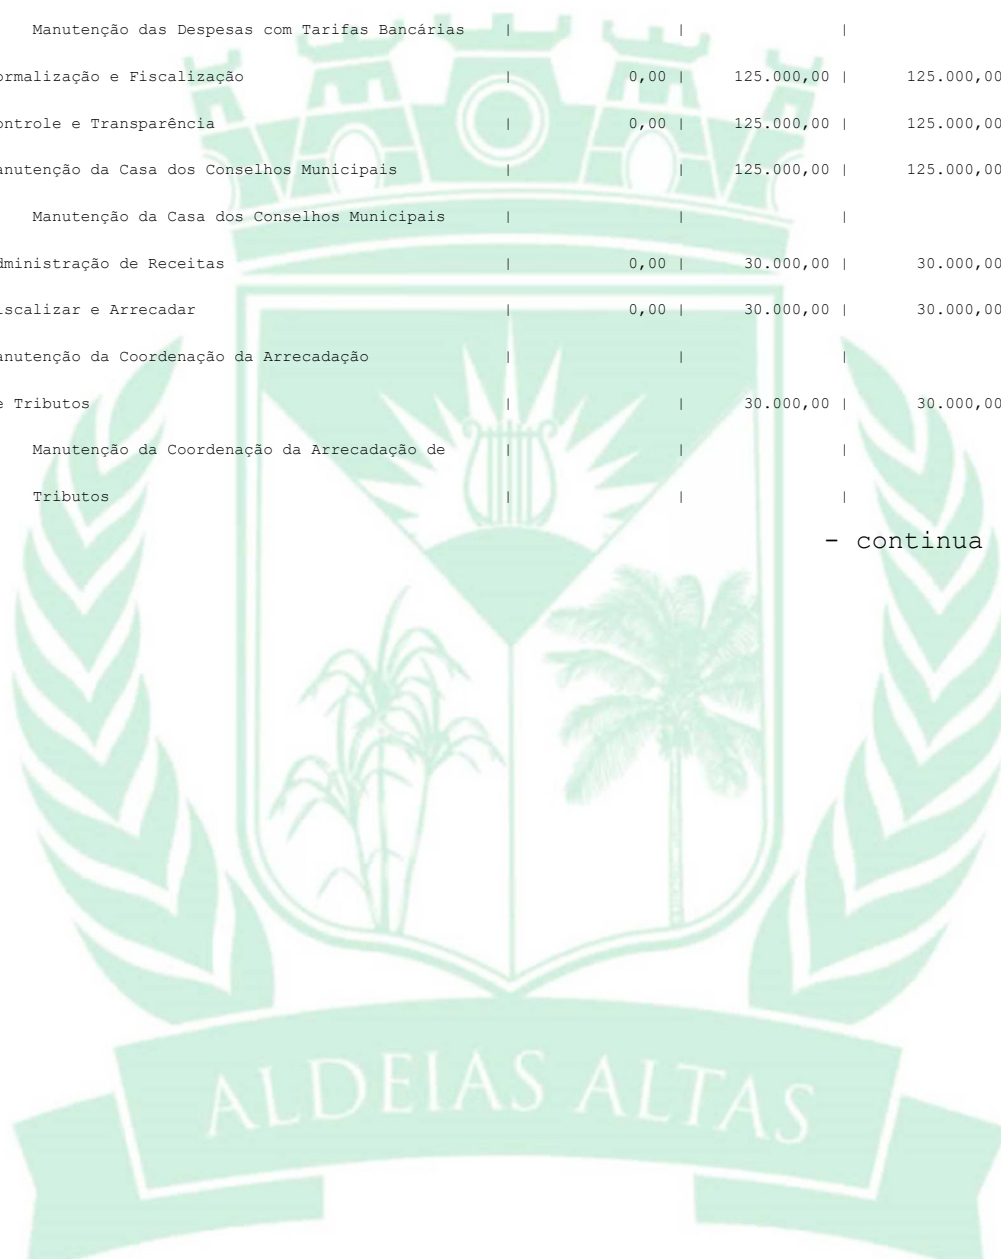 Manutenção das Despesas com Tarifas Bancárias | | |
ormalização e Fiscalização | 0,00 | 125.000,00 | 125.000,00
ontrole e Transparência | 0,00 | 125.000,00 | 125.000,00
anutenção da Casa dos Conselhos Municipais | | 125.000,00 | 125.000,00
Manutenção da Casa dos Conselhos Municipais | | |
dministração de Receitas | 0,00 | 30.000,00 | 30.000,00
iscalizar e Arrecadar | 0,00 | 30.000,00 | 30.000,00
anutenção da Coordenação da Arrecadação | | |
e Tributos | | 30.000,00 | 30.000,00
Manutenção da Coordenação da Arrecadação de | | |
Tributos | | |
- continua
ALDEIAS ALTAS